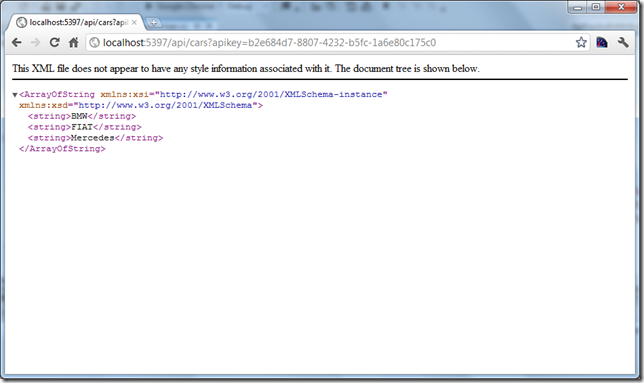 localhost:5397/api/cars?api
localhost:5397/api/cars?apikey=b2e684d7-8807-4232-b5fc-1a6e80c175c0
This XML file does not appear to have any style information associated with it. The document tree is shown below.
▼<ArrayOfString xmlns:xsi="http://www.w3.org/2001/XMLSchema-instance"
xmlns:xsd="http://www.w3.org/2001/XMLSchema">
<string>BMW</string>
<string>FIAT</string>
<string>Mercedes</string>
</ArrayOfString>